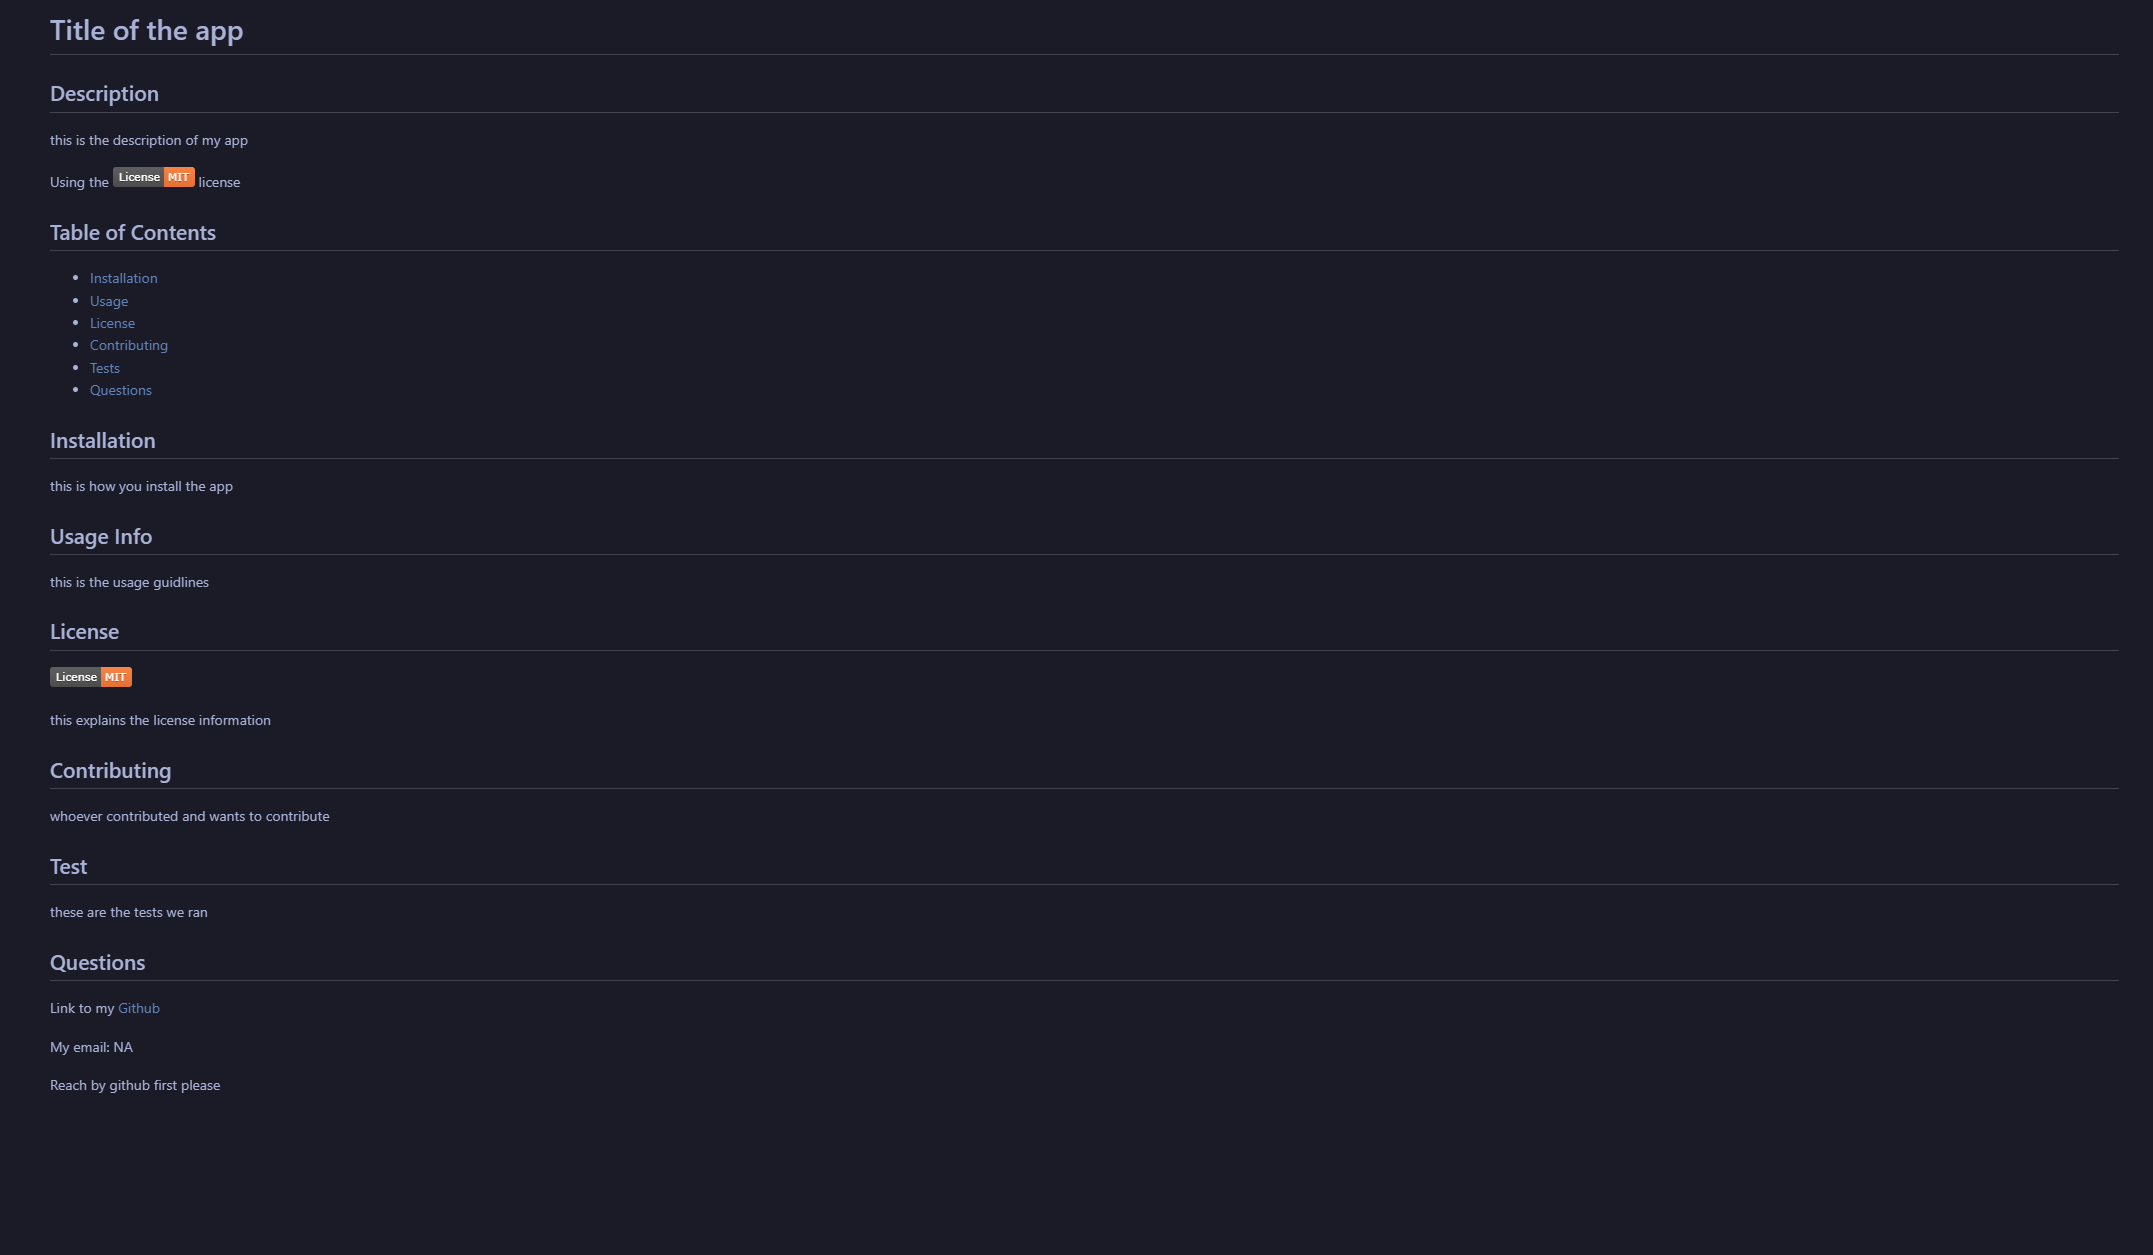 Title of the app
Description
this is the description of my app
Using the License MIT license
Table of Contents
Installation
Usage
License
Contributing
Tests
Questions
Installation
this is how you install the app
Usage Info
this is the usage guidlines
License
License MIT
this explains the license information
Contributing
whoever contributed and wants to contribute
Test
these are the tests we ran
Questions
Link to my Github
My email: NA
Reach by github first please